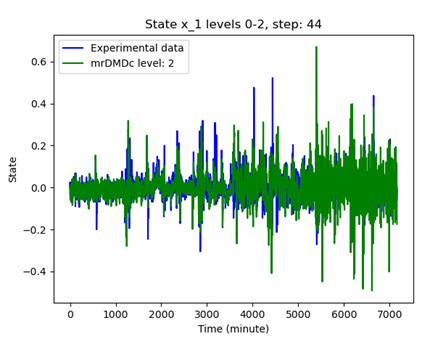 State x_1 levels 0-2, step: 44
Experimental data
mrDMDc level: 2
0.6
0.4
0.2
0.0
−0.2
−0.4
State
0 1000 2000 3000 4000 5000 6000 7000
Time (minute)